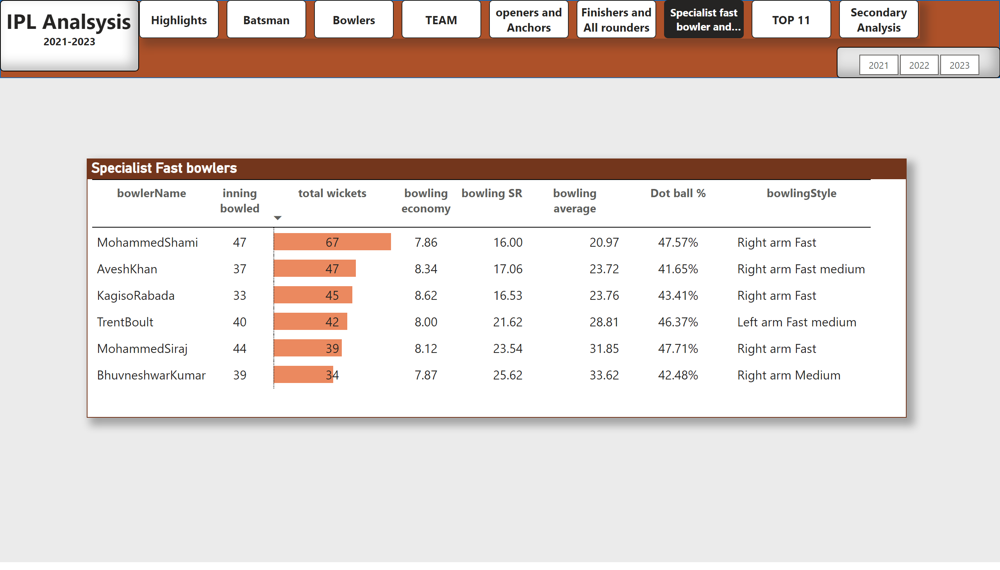 IPL Analsysis
2021-2023
Highlights
Batsman
Bowlers
TEAM
openers and
Anchors
Finishers and
All rounders
Specialist fast
bowler and...
TOP 11
Secondary
Analysis
2021 2022 2023
Specialist Fast bowlers
bowlerName inning bowled total wickets bowling economy bowling SR bowling average Dot ball % bowlingStyle
MohammedShami 47 67 7.86 16.00 20.97 47.57% Right arm Fast
AveshKhan 37 47 8.34 17.06 23.72 41.65% Right arm Fast medium
KagisoRabada 33 45 8.62 16.53 23.76 43.41% Right arm Fast
TrentBoult 40 42 8.00 21.62 28.81 46.37% Left arm Fast medium
MohammedSiraj 44 39 8.12 23.54 31.85 47.71% Right arm Fast
BhuvneshwarKumar 39 34 7.87 25.62 33.62 42.48% Right arm Medium